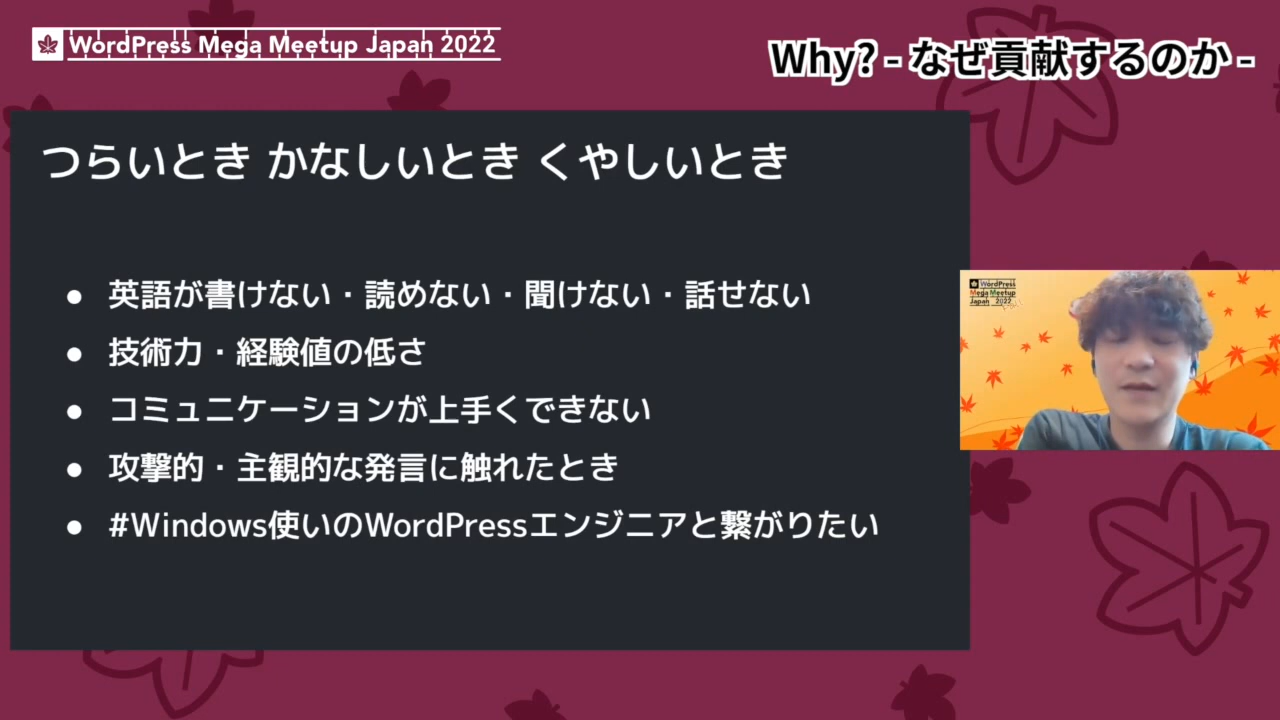 WordPress Mega Meetup Japan 2022
Why? - なぜ貢献するのか -
つらいとき かなしいとき くやしいとき
● 英語が書けない・読めない・聞けない・話せない
● 技術力・経験値の低さ
● コミュニケーションが上手くできない
● 攻撃的・主観的な発言に触れたとき
● #Windows使いのWordPressエンジニアと繋がりたい
WordPress
Mega Meetup
Japan 2022